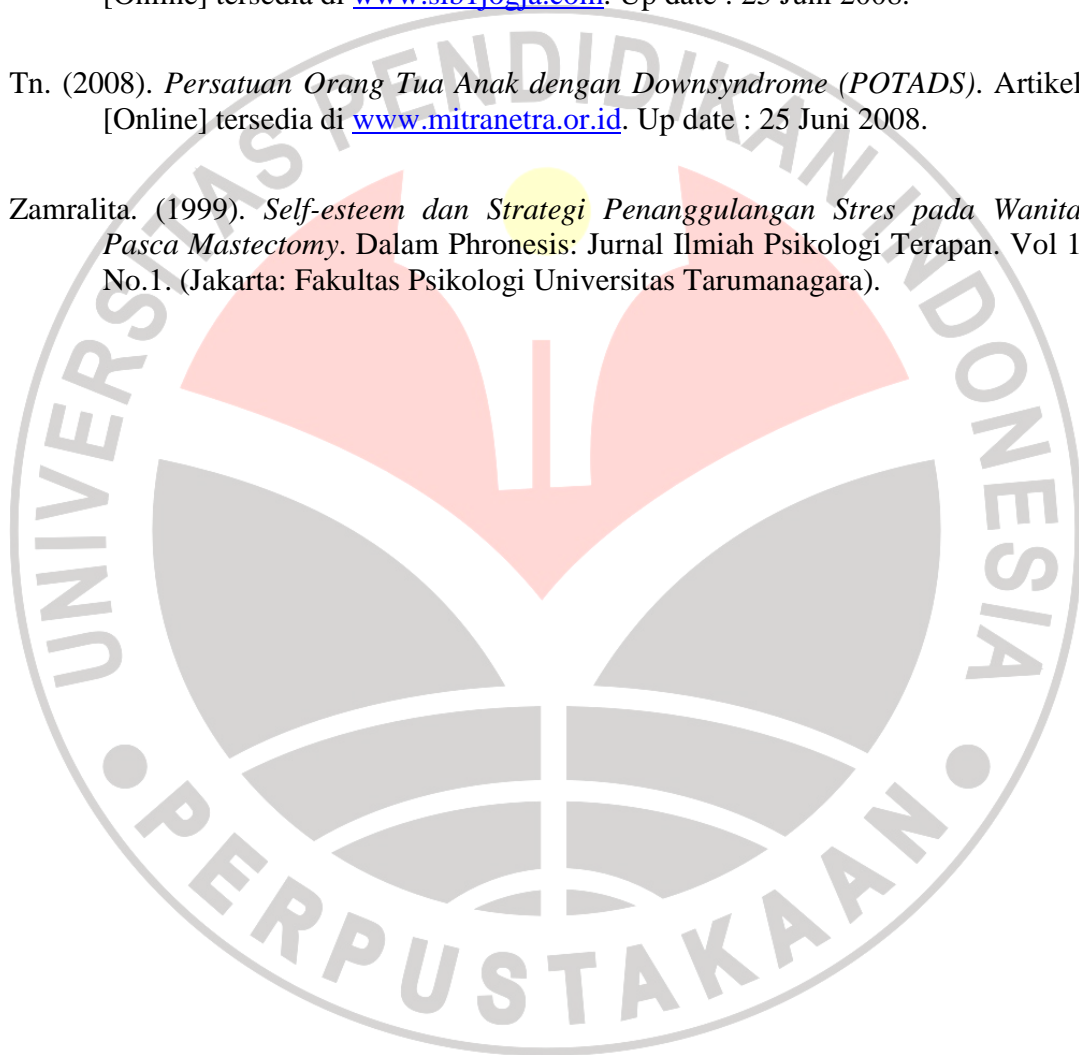 [Online] tersedia di www.slb1jogja.com. Up date : 25 Juni 2008.
Tn. (2008). Persatuan Orang Tua Anak dengan Downsyndrome (POTADS). Artikel
[Online] tersedia di www.mitranetra.or.id. Up date : 25 Juni 2008.
Zamralita. (1999). Self-esteem dan Strategi Penanggulangan Stres pada Wanita
Pasca Mastectomy. Dalam Phronesis: Jurnal Ilmiah Psikologi Terapan. Vol 1
No.1. (Jakarta: Fakultas Psikologi Universitas Tarumanagara).
UNIVERSITAS PENDIDIKAN INDONESIA
PERPUSTAKAAN